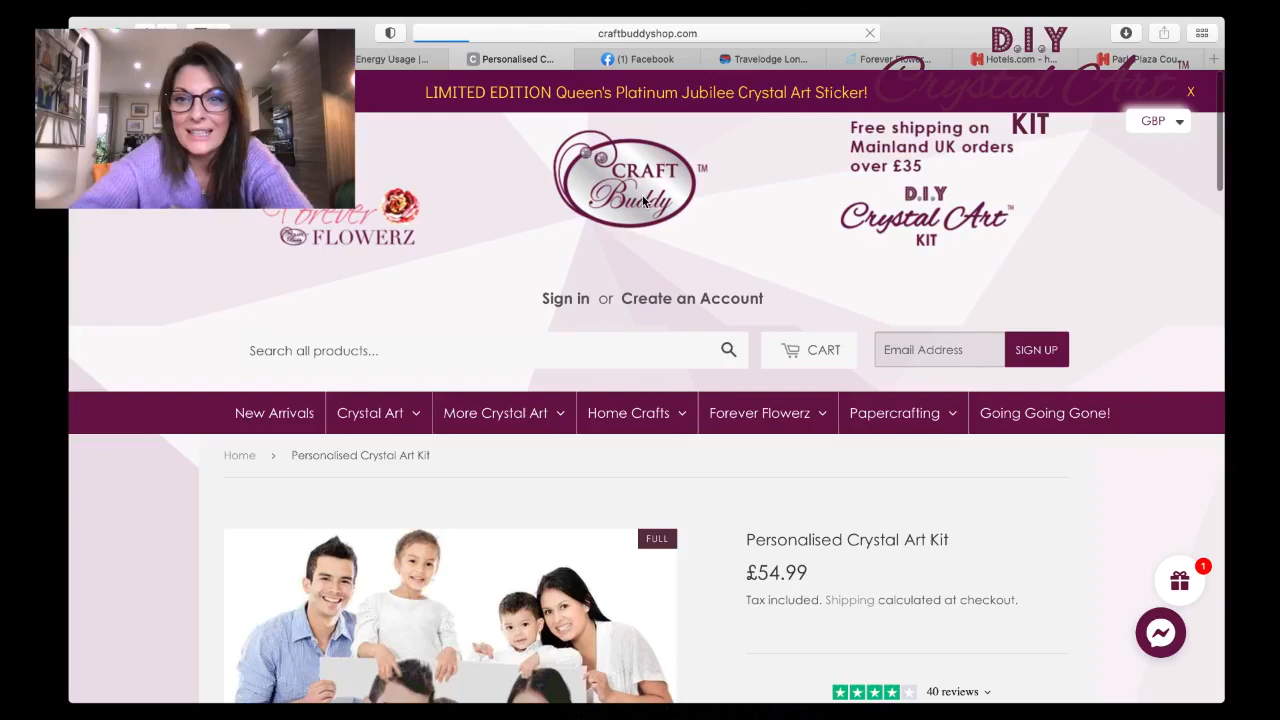 craftbuddyshop.com
Energy Usage |...
Personalised C...
(1) Facebook
Travelodge Lon...
Forever Flower...
Hotels.com - h...
Park Plaza Cou...
D.I.Y
Crystal Art™
KIT
LIMITED EDITION Queen's Platinum Jubilee Crystal Art Sticker!
X
GBP
Forever
FLOWERZ
CRAFT
Buddy
TM
Free shipping on
Mainland UK orders
over £35
D.I.Y
Crystal Art™
KIT
Sign in or Create an Account
Search all products...
CART
Email Address
SIGN UP
New Arrivals
Crystal Art
More Crystal Art
Home Crafts
Forever Flowerz
Papercrafting
Going Going Gone!
Home › Personalised Crystal Art Kit
FULL
Personalised Crystal Art Kit
£54.99
Tax included. Shipping calculated at checkout.
1
40 reviews